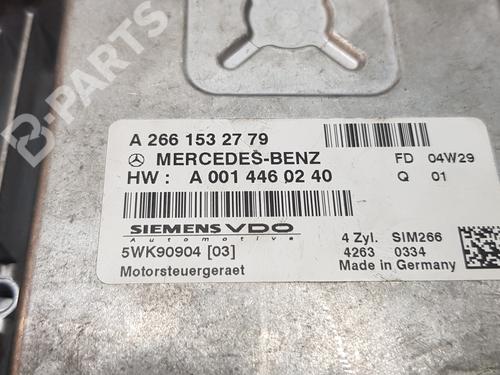 B-PARTS
A 266 153 27 79
MERCEDES-BENZ
FD 04W29
HW : A 001 446 02 40
Q 01
SIEMENS VDO
Automotive
4 Zyl. SIM266
5WK90904 [03]
4263 0334
Motorsteuergeraet
Made in Germany